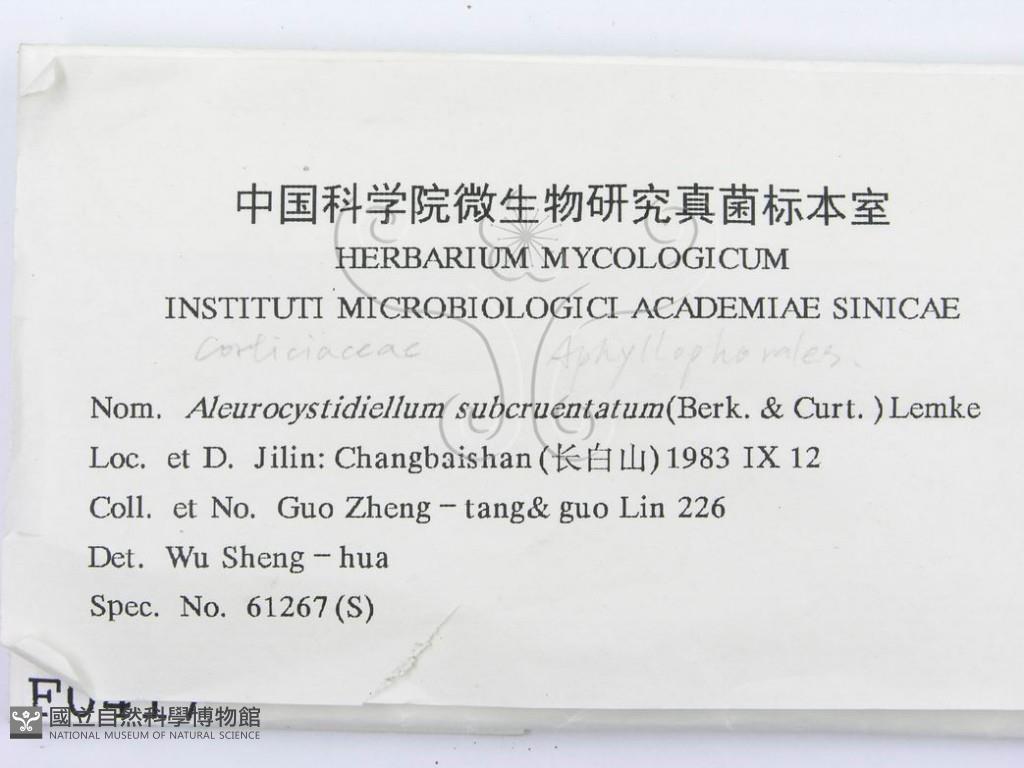 中国科学院微生物研究真菌标本室
HERBARIUM MYCOLOGICUM
INSTITUTI MICROBIOLOGICI ACADEMIAE SINICAE
Corticiaceae Aphyllophorales.
Nom. Aleurocystidiellum subcruentatum(Berk. & Curt. )Lemke
Loc. et D. Jilin: Changbaishan(长白山)1983 IX 12
Coll. et No. Guo Zheng-tang& guo Lin 226
Det. Wu Sheng-hua
Spec. No. 61267(S)
國立自然科學博物館
NATIONAL MUSEUM OF NATURAL SCIENCE